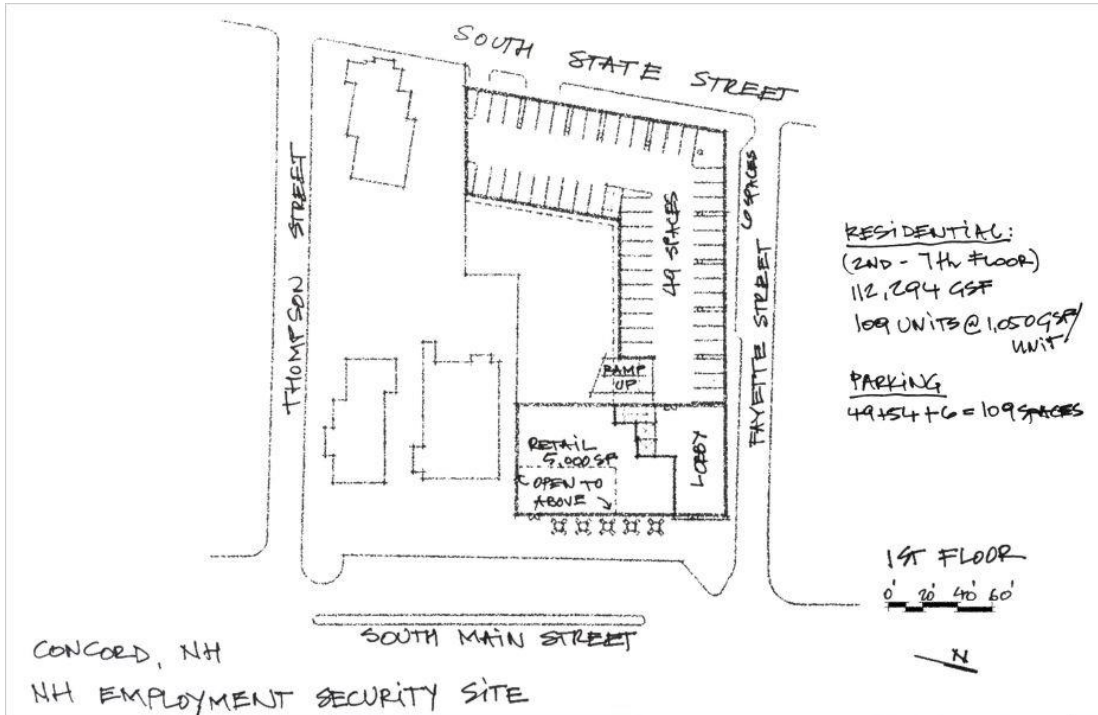 SOUTH STATE STREET
THOMPSON STREET
49 SPACES
FAYETTE STREET 6 SPACES
RESIDENTIAL:
(2ND - 7th FLOOR)
112,294 GSF
109 UNITS @ 1,050 GSF/
UNIT
PARKING
49+54+6 = 109 SPACES
RAMP
UP
RETAIL
5,000 SF
OPEN TO
ABOVE
LOBBY
1ST FLOOR
0' 20' 40' 60'
SOUTH MAIN STREET
N
CONCORD, NH
NH EMPLOYMENT SECURITY SITE